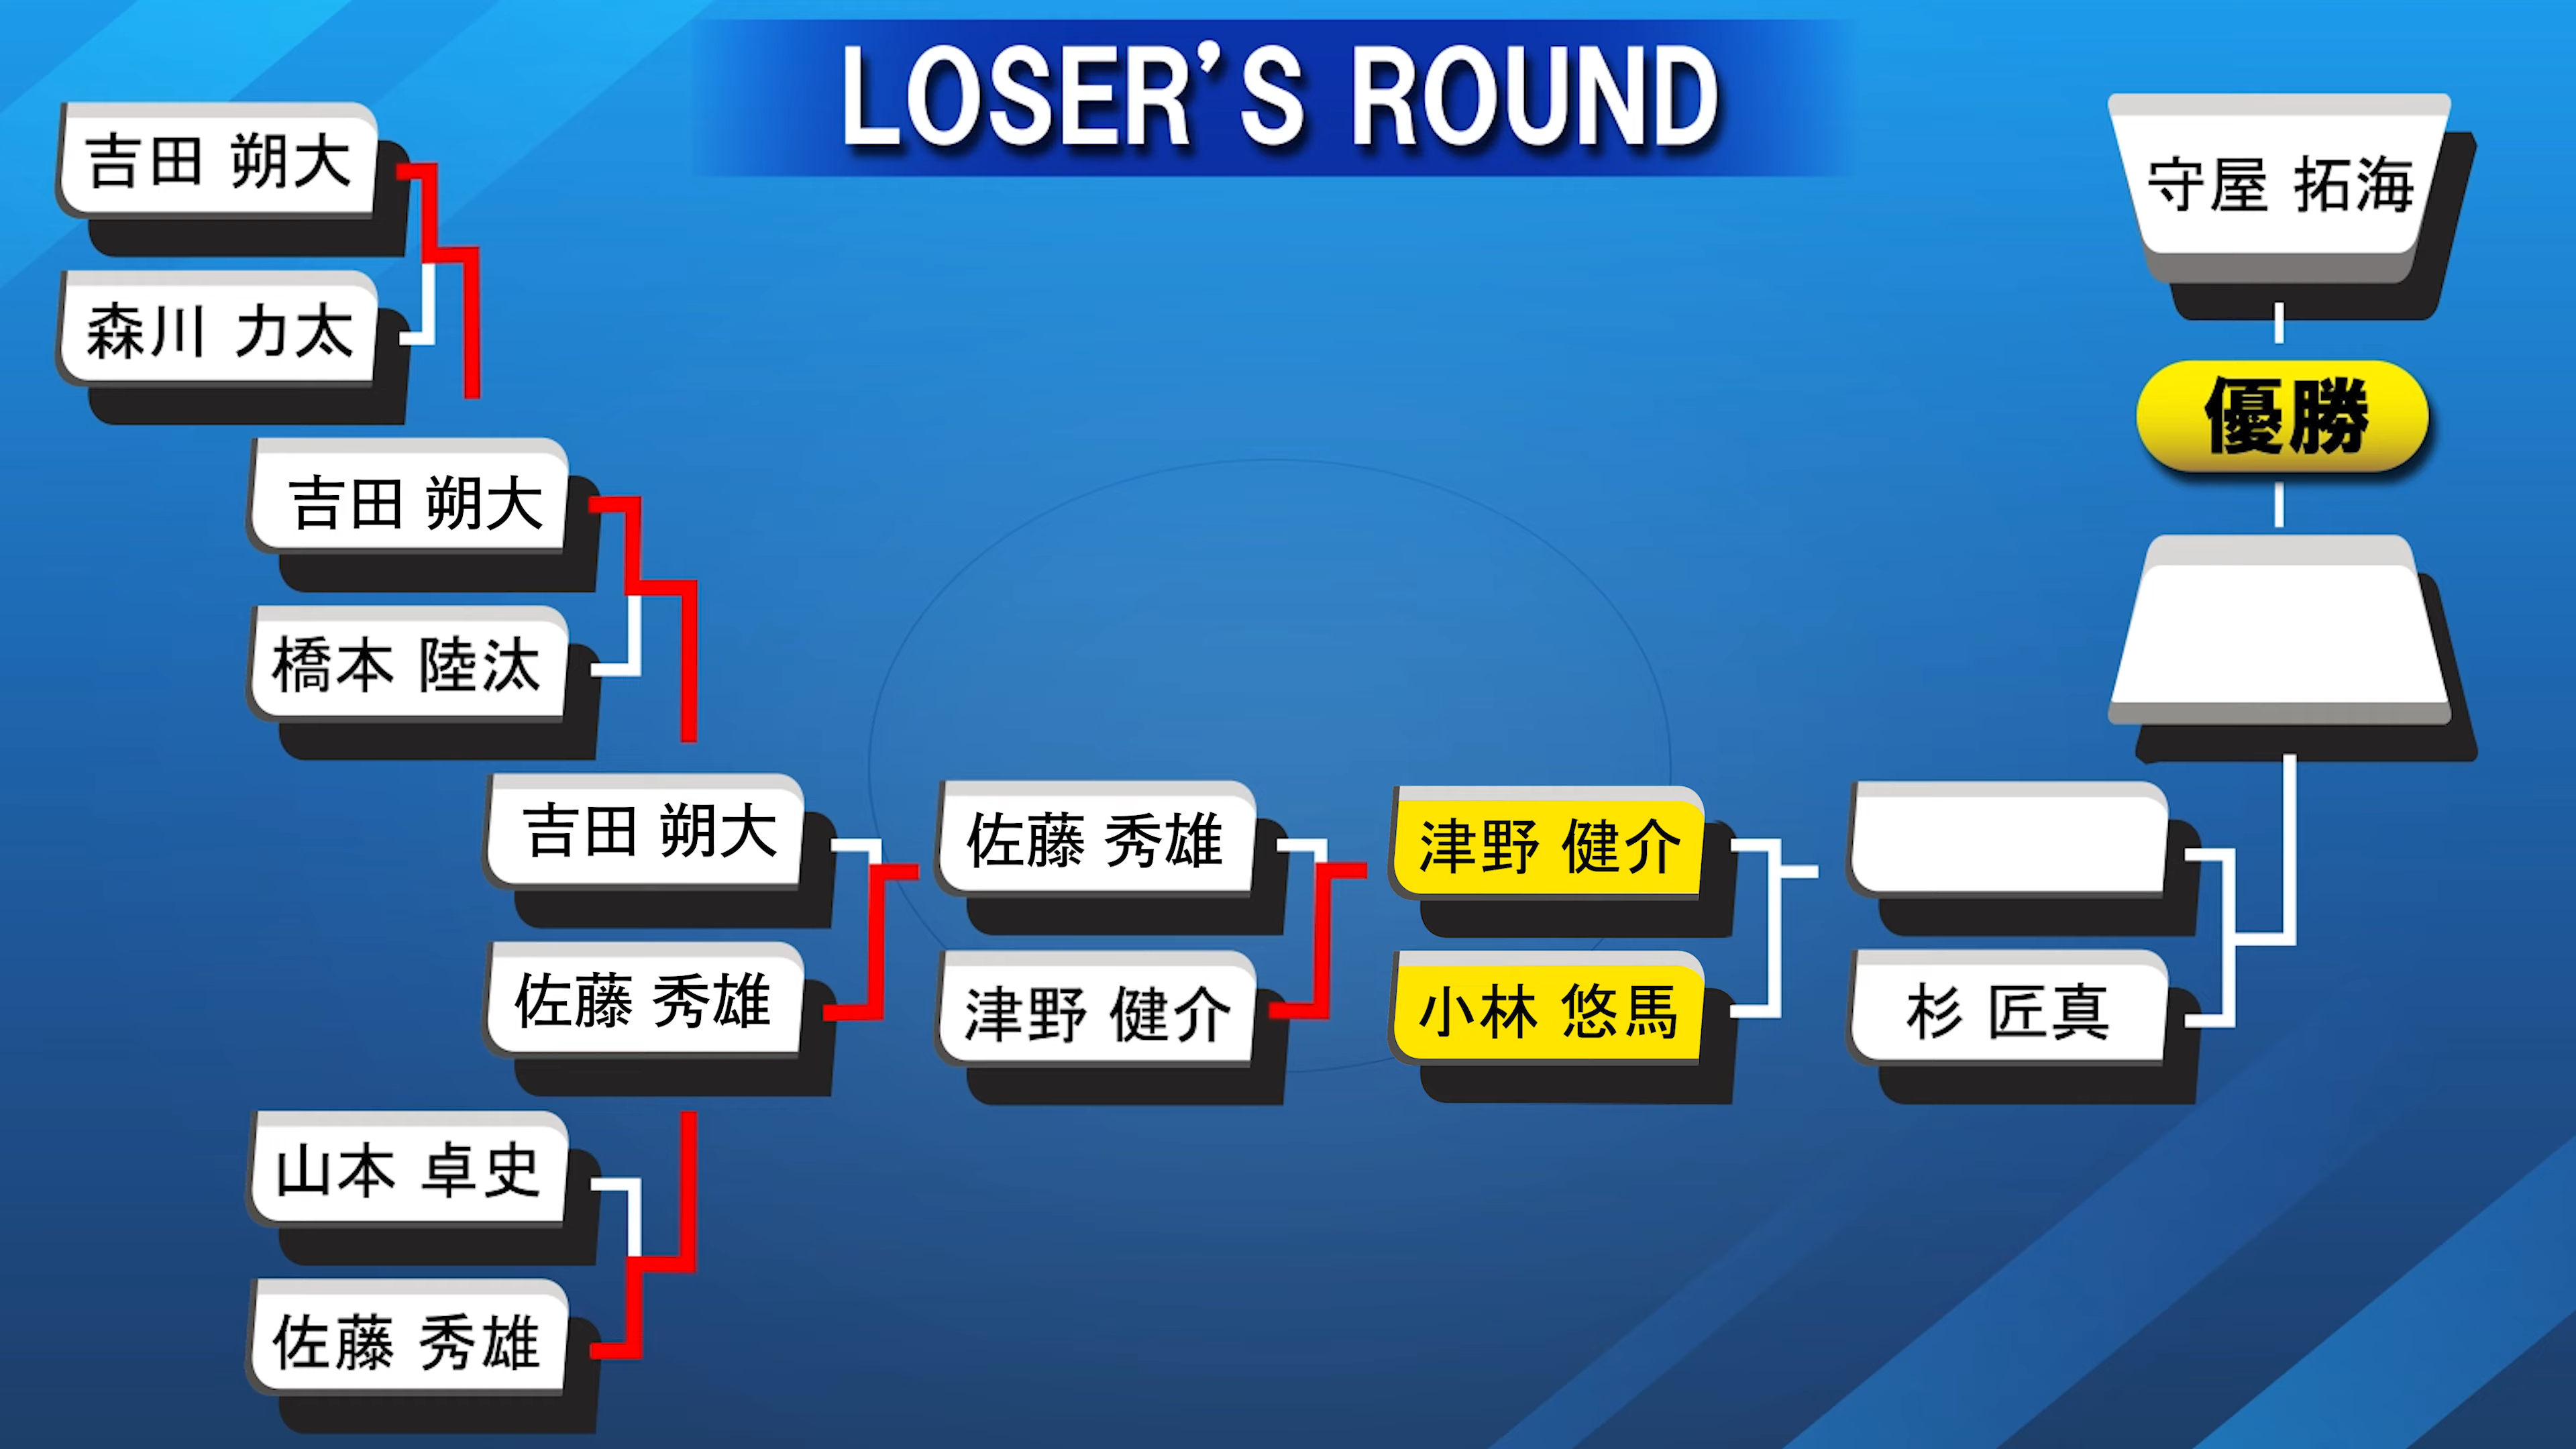 LOSER'S ROUND
吉田 朔大
森川 力太
吉田 朔大
橋本 陸汰
吉田 朔大
佐藤 秀雄
山本 卓史
佐藤 秀雄
佐藤 秀雄
津野 健介
津野 健介
小林 悠馬
杉 匠真
守屋 拓海
優勝